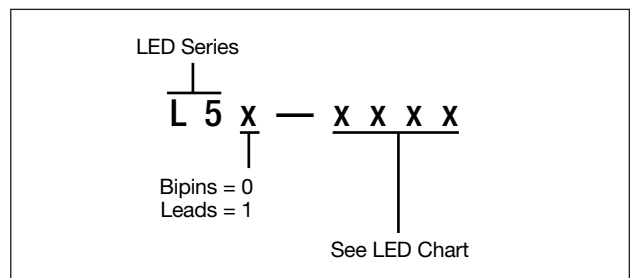 LED Series
L 5 x — x x x x
Bipins = 0
Leads = 1
See LED Chart